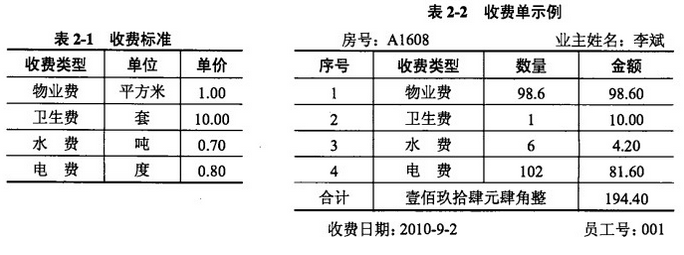 表 2-1 收费标准
收费类型 单位 单价
物业费 平方米 1.00
卫生费 套 10.00
水 费 吨 0.70
电 费 度 0.80
表 2-2 收费单示例
房号：A1608 业主姓名：李斌
序号 收费类型 数量 金额
1 物业费 98.6 98.60
2 卫生费 1 10.00
3 水 费 6 4.20
4 电 费 102 81.60
合计 壹佰玖拾肆元肆角整 194.40
收费日期：2010-9-2 员工号：001